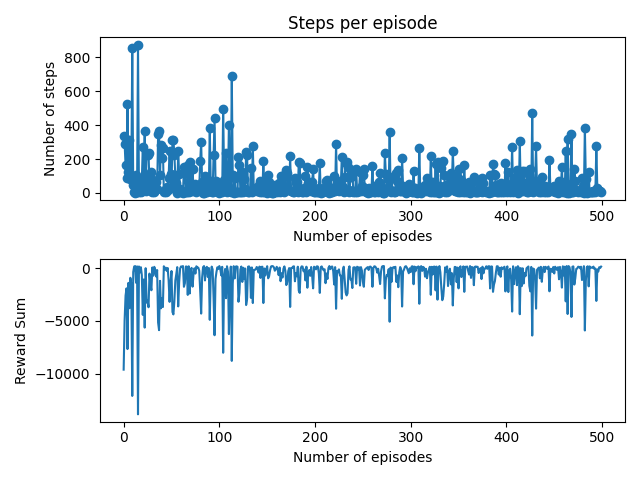 Steps per episode
Number of steps
800
600
400
200
0
0 100 200 300 400 500
Number of episodes
Reward Sum
0
−5000
−10000
0 100 200 300 400 500
Number of episodes